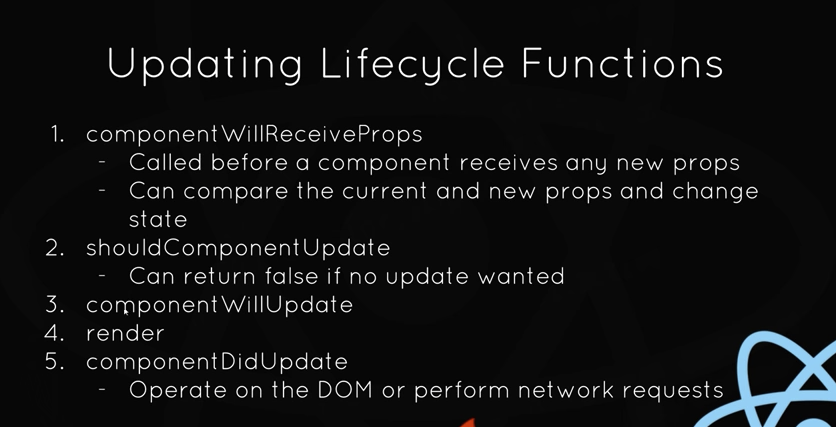 Updating Lifecycle Functions
1. componentWillReceiveProps
- Called before a component receives any new props
- Can compare the current and new props and change
state
2. shouldComponentUpdate
- Can return false if no update wanted
3. componentWillUpdate
4. render
5. componentDidUpdate
- Operate on the DOM or perform network requests